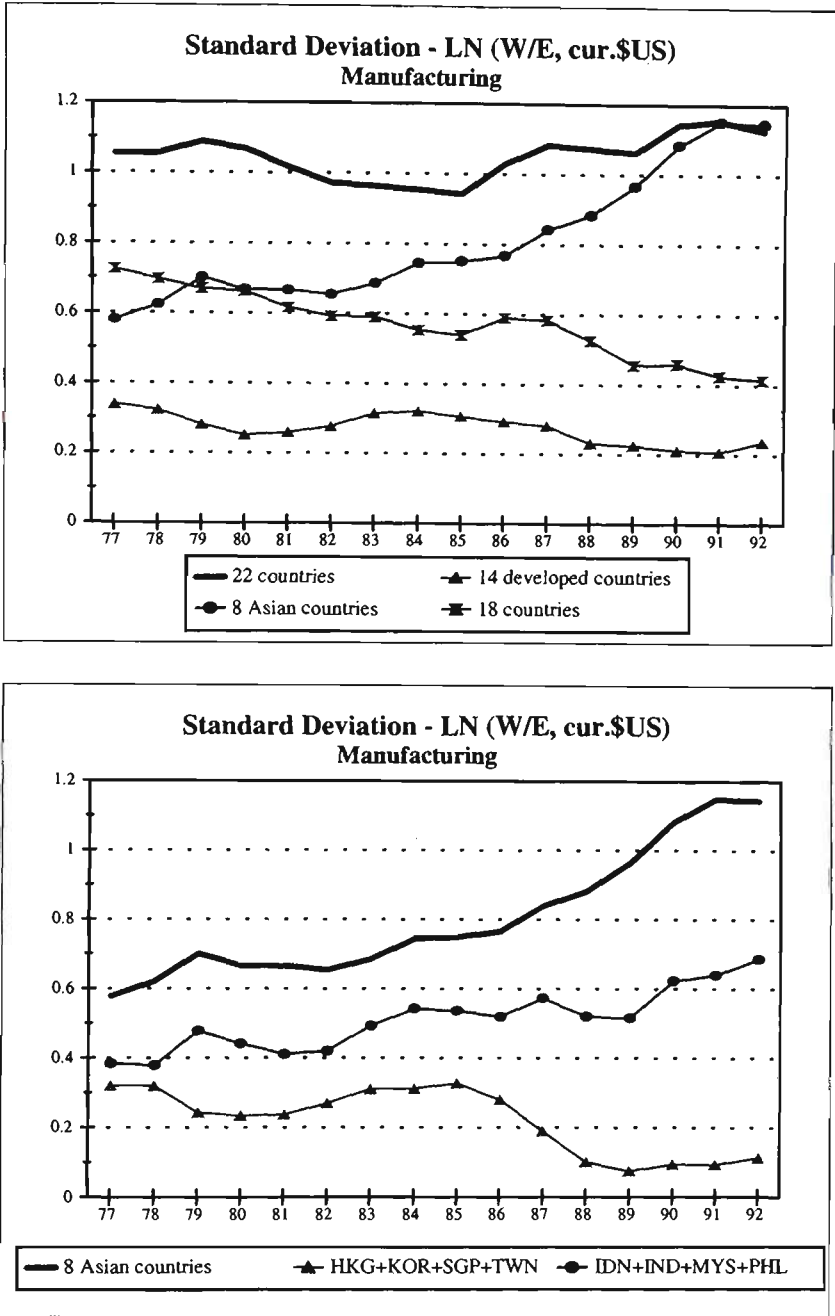 Standard Deviation - LN (W/E, cur.$US)
Manufacturing
1.2
1
0.8
0.6
0.4
0.2
0
77 78 79 80 81 82 83 84 85 86 87 88 89 90 91 92
22 countries 14 developed countries
8 Asian countries 18 countries
Standard Deviation - LN (W/E, cur.$US)
Manufacturing
1.2
1
0.8
0.6
0.4
0.2
0
77 78 79 80 81 82 83 84 85 86 87 88 89 90 91 92
8 Asian countries HKG+KOR+SGP+TWN IDN+IND+MYS+PHL